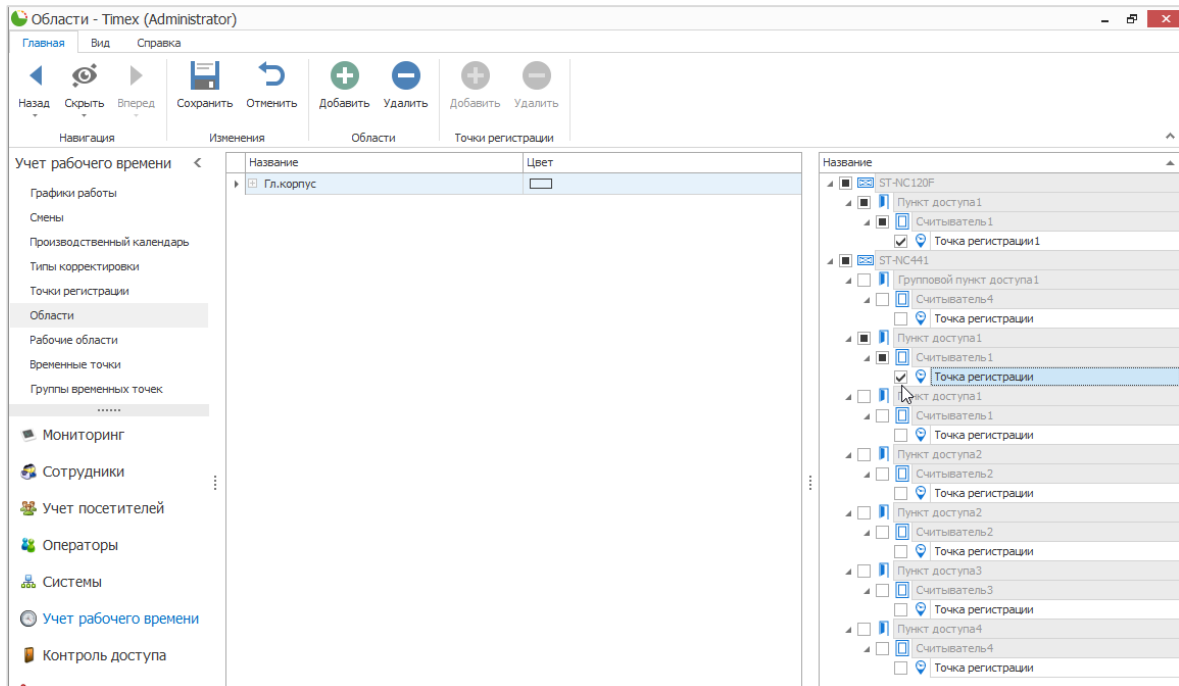 Области - Timex (Administrator)
Главная Вид Справка
Назад Скрыть Вперед Сохранить Отменить Добавить Удалить Добавить Удалить
Навигация Изменения Области Точки регистрации
Учет рабочего времени
Графики работы
Смены
Производственный календарь
Типы корректировки
Точки регистрации
Области
Рабочие области
Временные точки
Группы временных точек
Мониторинг
Сотрудники
Учет посетителей
Операторы
Системы
Учет рабочего времени
Контроль доступа
Название Цвет
Гл.корпус
Название
ST-NC120F
Пункт доступа1
Считыватель1
Точка регистрации1
ST-NC441
Групповой пункт доступа1
Считыватель4
Точка регистрации
Пункт доступа1
Считыватель1
Точка регистрации
Пункт доступа1
Считыватель1
Точка регистрации
Пункт доступа2
Считыватель2
Точка регистрации
Пункт доступа2
Считыватель2
Точка регистрации
Пункт доступа3
Считыватель3
Точка регистрации
Пункт доступа4
Считыватель4
Точка регистрации